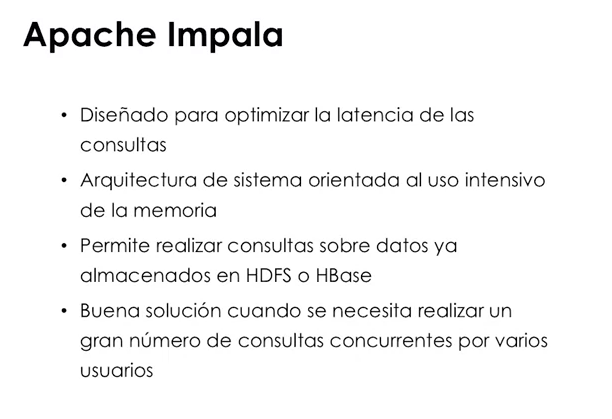 Apache Impala
• Diseñado para optimizar la latencia de las
consultas
• Arquitectura de sistema orientada al uso intensivo
de la memoria
• Permite realizar consultas sobre datos ya
almacenados en HDFS o HBase
• Buena solución cuando se necesita realizar un
gran número de consultas concurrentes por varios
usuarios